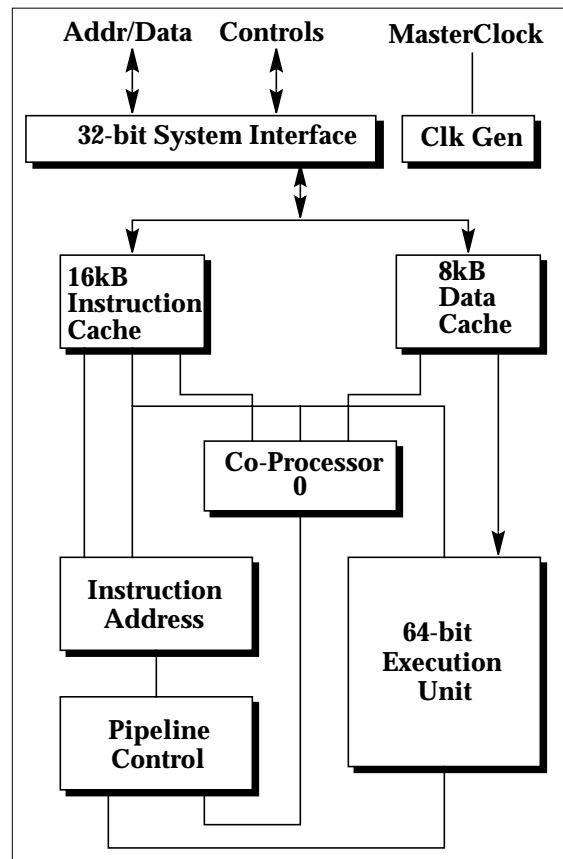 Addr/Data Controls MasterClock
32-bit System Interface
Clk Gen
16kB
Instruction
Cache
8kB
Data
Cache
Co-Processor
0
Instruction
Address
64-bit
Execution
Unit
Pipeline
Control